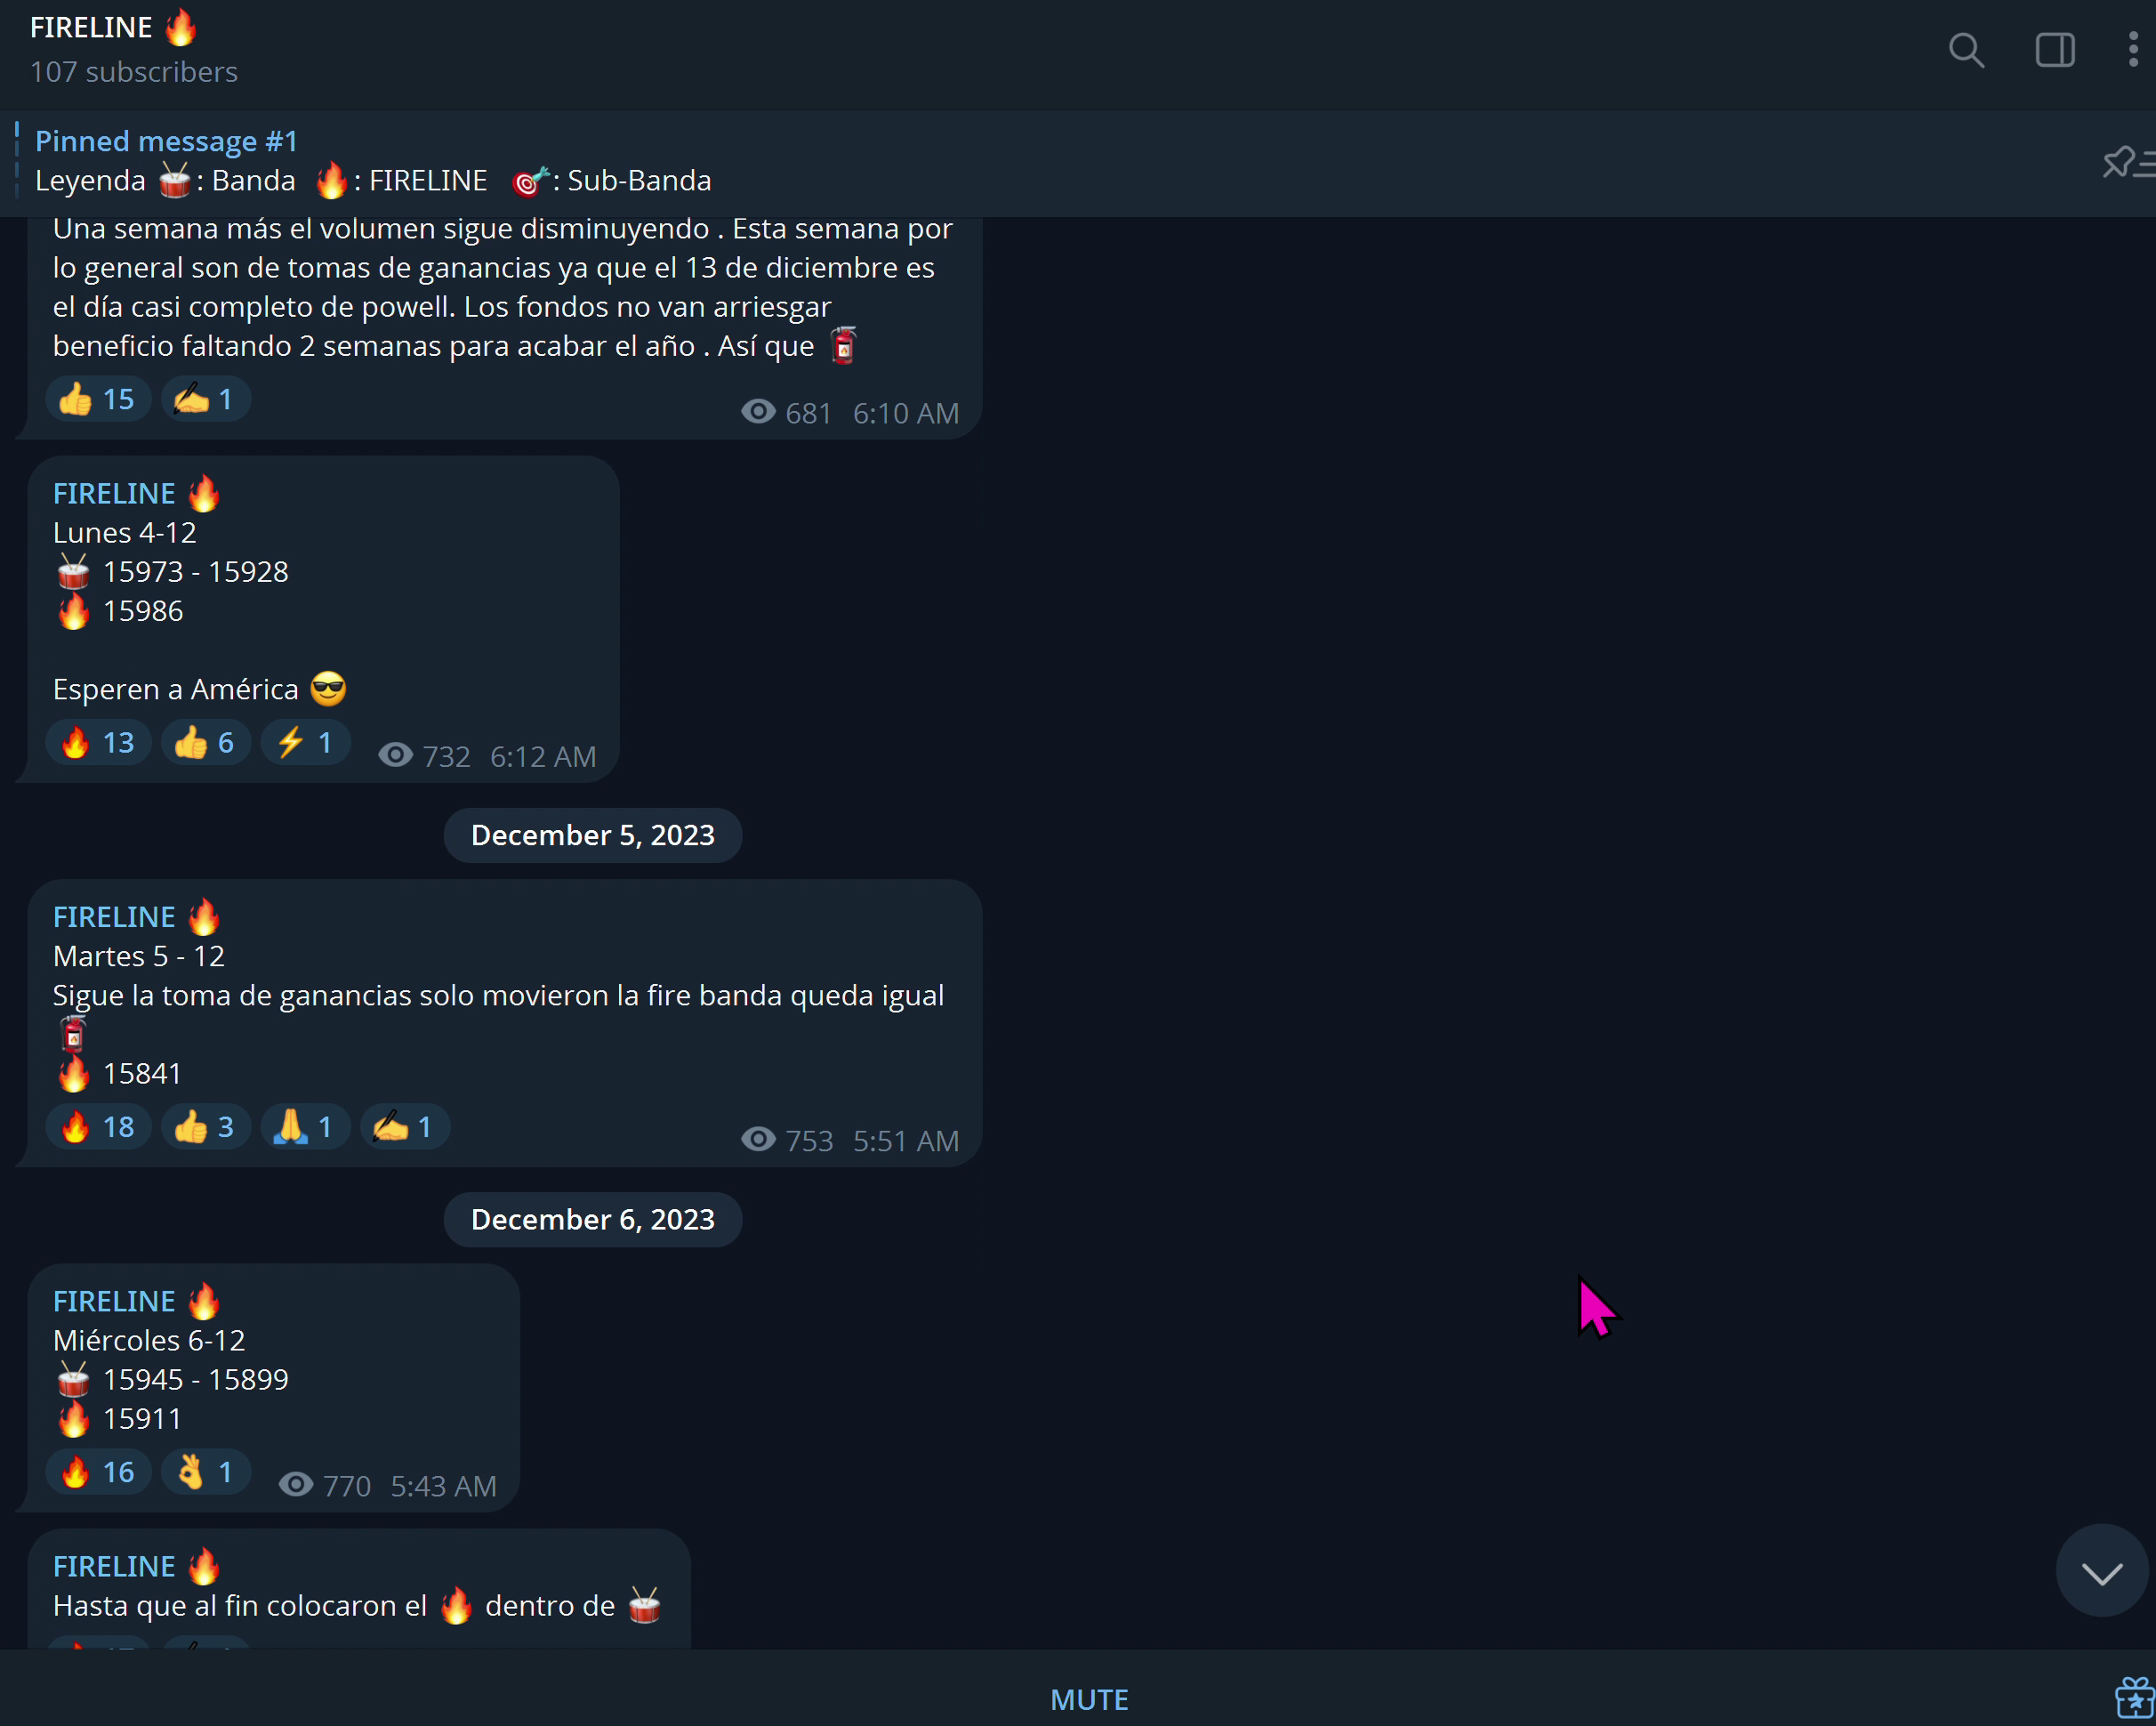 FIRELINE 🔥
107 subscribers
Pinned message #1
Leyenda 🥁: Banda 🔥: FIRELINE 🎯: Sub-Banda
Una semana más el volumen sigue disminuyendo . Esta semana por
lo general son de tomas de ganancias ya que el 13 de diciembre es
el día casi completo de powell. Los fondos no van arriesgar
beneficio faltando 2 semanas para acabar el año . Así que 🧯
👍 15 ✍️ 1
681 6:10 AM
FIRELINE 🔥
Lunes 4-12
🥁 15973 - 15928
🔥 15986
Esperen a América 😎
🔥 13 👍 6 ⚡ 1 732 6:12 AM
December 5, 2023
FIRELINE 🔥
Martes 5 - 12
Sigue la toma de ganancias solo movieron la fire banda queda igual
🧯
🔥 15841
🔥 18 👍 3 🙏 1 ✍️ 1 753 5:51 AM
December 6, 2023
FIRELINE 🔥
Miércoles 6-12
🥁 15945 - 15899
🔥 15911
🔥 16 👌 1 770 5:43 AM
FIRELINE 🔥
Hasta que al fin colocaron el 🔥 dentro de 🥁
MUTE